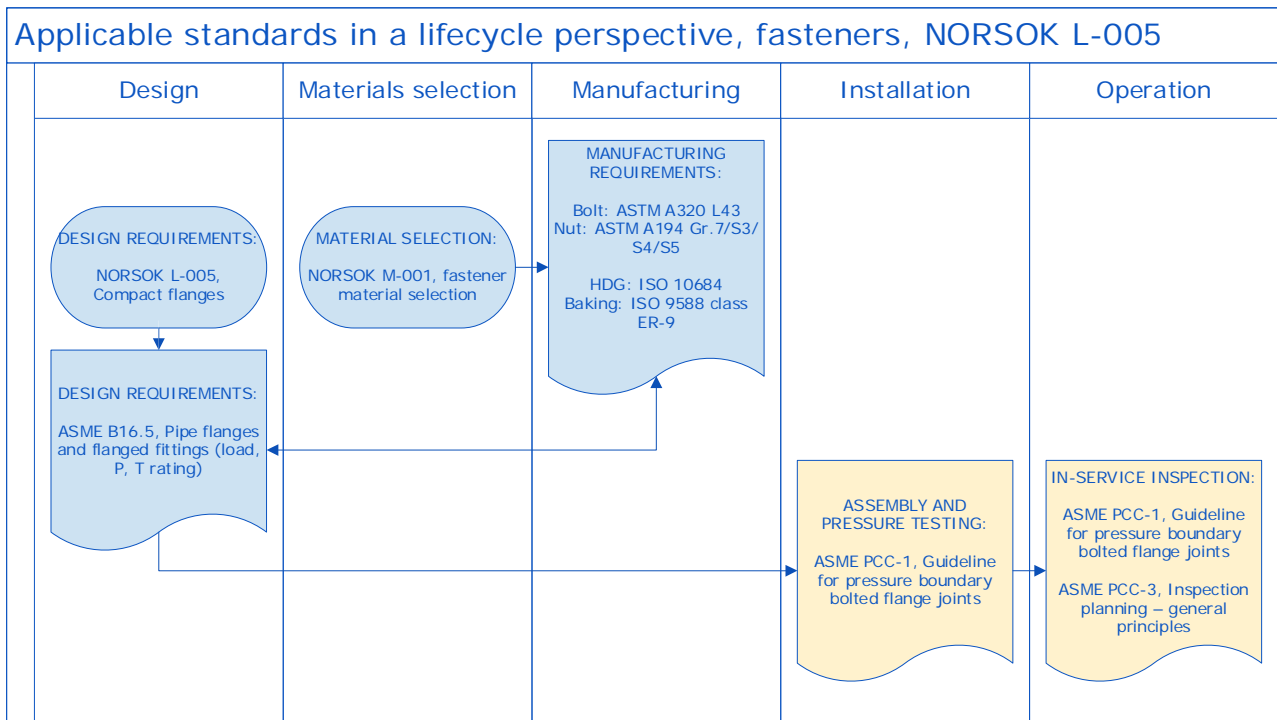 Applicable standards in a lifecycle perspective, fasteners, NORSOK L-005
Design
Materials selection
Manufacturing
Installation
Operation
DESIGN REQUIREMENTS:
NORSOK L-005,
Compact flanges
DESIGN REQUIREMENTS:
ASME B16.5, Pipe flanges
and flanged fittings (load,
P, T rating)
MATERIAL SELECTION:
NORSOK M-001, fastener
material selection
MANUFACTURING
REQUIREMENTS:
Bolt: ASTM A320 L43
Nut: ASTM A194 Gr.7/S3/
S4/S5
HDG: ISO 10684
Baking: ISO 9588 class
ER-9
ASSEMBLY AND
PRESSURE TESTING:
ASME PCC-1, Guideline
for pressure boundary
bolted flange joints
IN-SERVICE INSPECTION:
ASME PCC-1, Guideline
for pressure boundary
bolted flange joints
ASME PCC-3, Inspection
planning – general
principles